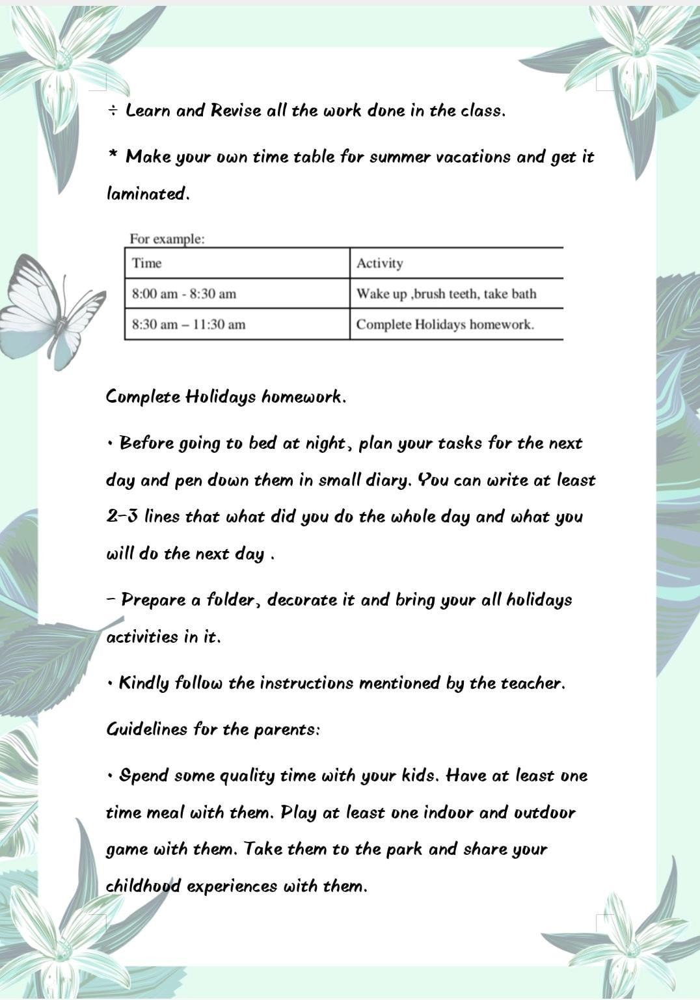 ÷ Learn and Revise all the work done in the class.
* Make your own time table for summer vacations and get it
laminated.
For example:
Time Activity
8:00 am - 8:30 am Wake up ,brush teeth, take bath
8:30 am – 11:30 am Complete Holidays homework.
Complete Holidays homework.
• Before going to bed at night, plan your tasks for the next
day and pen down them in small diary. You can write at least
2-3 lines that what did you do the whole day and what you
will do the next day .
- Prepare a folder, decorate it and bring your all holidays
activities in it.
• Kindly follow the instructions mentioned by the teacher.
Guidelines for the parents:
• Spend some quality time with your kids. Have at least one
time meal with them. Play at least one indoor and outdoor
game with them. Take them to the park and share your
childhood experiences with them.